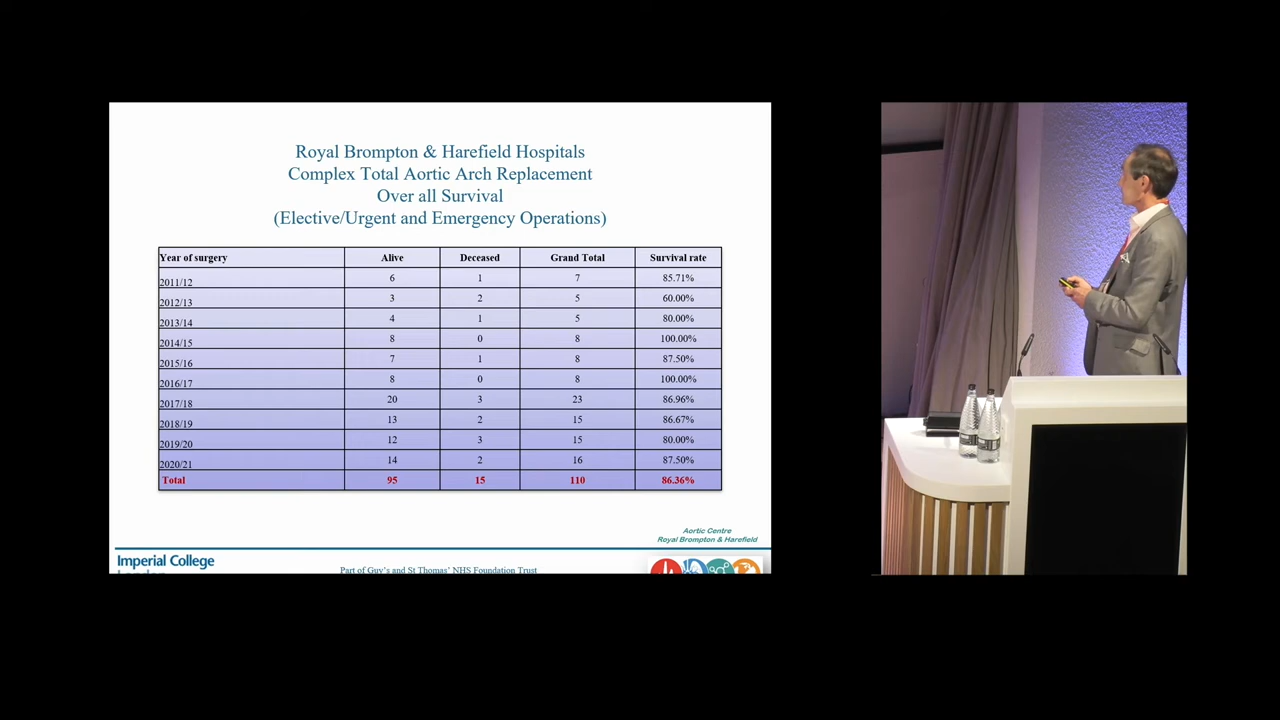 Royal Brompton & Harefield Hospitals
Complex Total Aortic Arch Replacement
Over all Survival
(Elective/Urgent and Emergency Operations)
Year of surgery Alive Deceased Grand Total Survival rate
2011/12 6 1 7 85.71%
2012/13 3 2 5 60.00%
2013/14 4 1 5 80.00%
2014/15 8 0 8 100.00%
2015/16 7 1 8 87.50%
2016/17 8 0 8 100.00%
2017/18 20 3 23 86.96%
2018/19 13 2 15 86.67%
2019/20 12 3 15 80.00%
2020/21 14 2 16 87.50%
Total 95 15 110 86.36%
Aortic Centre
Royal Brompton & Harefield
Imperial College
Part of Guy's and St Thomas' NHS Foundation Trust